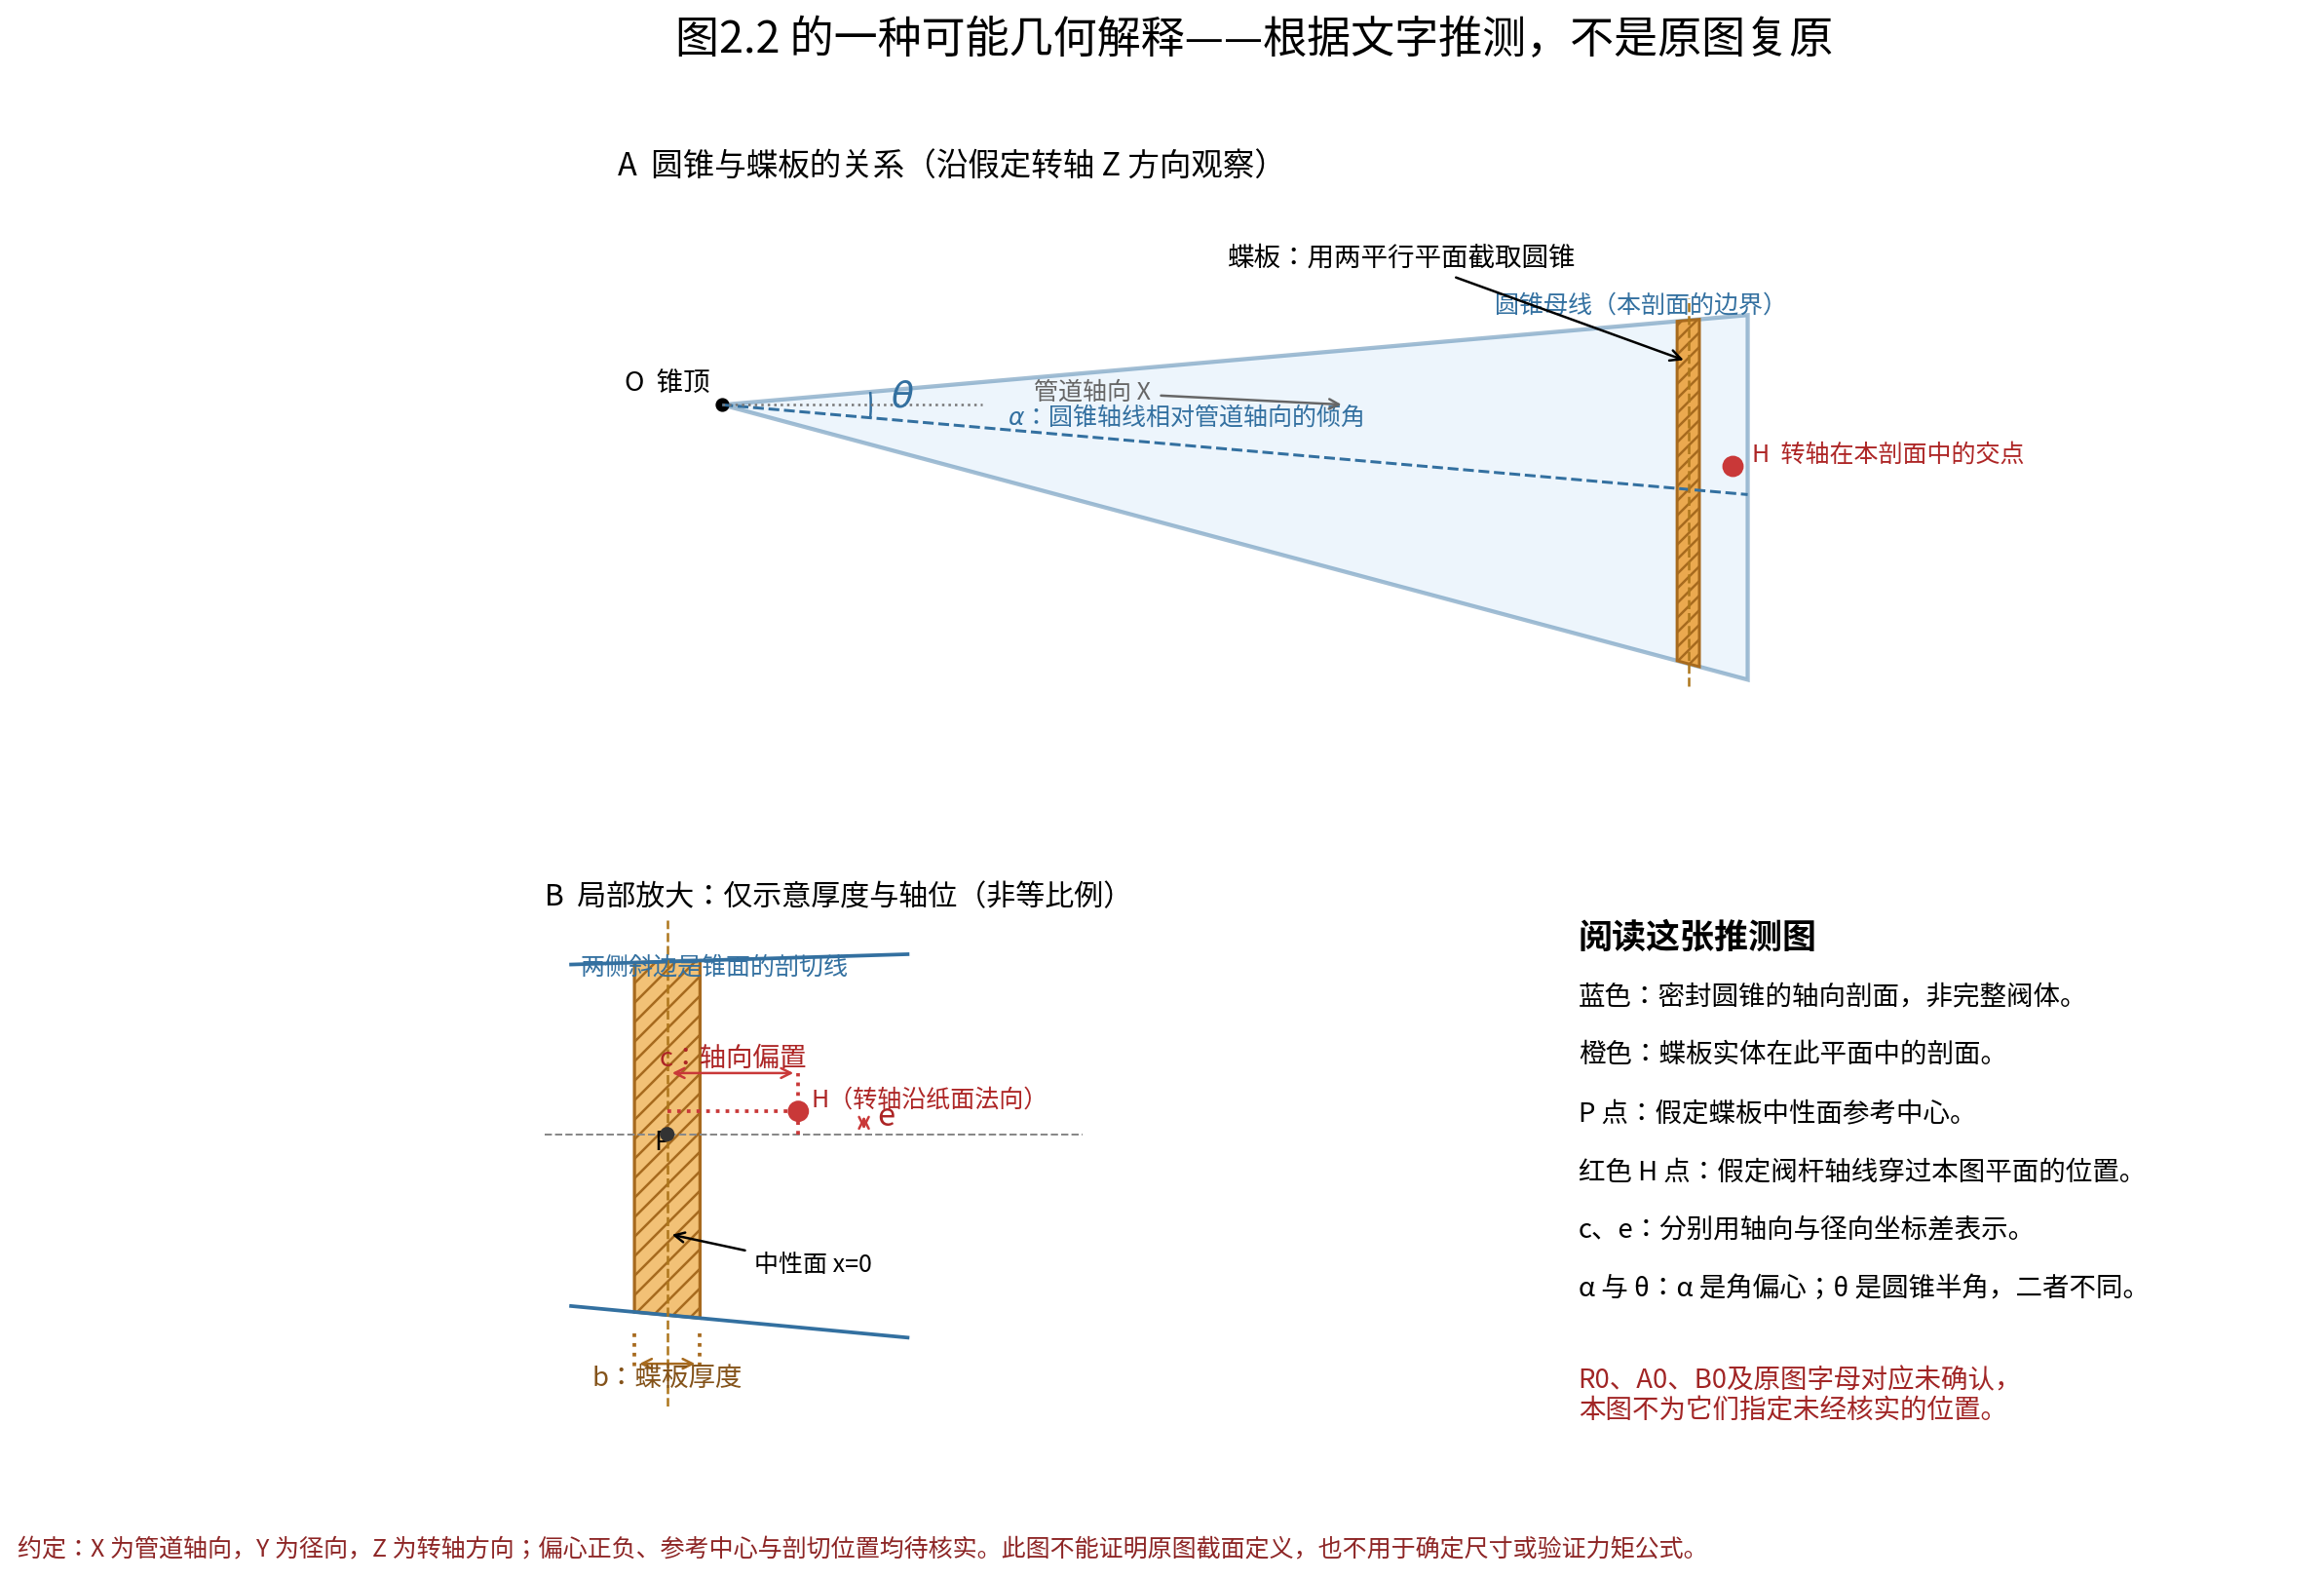 图2.2 的一种可能几何解释——根据文字推测，不是原图复原
A 圆锥与蝶板的关系（沿假定转轴 Z 方向观察）
蝶板：用两平行平面截取圆锥
圆锥母线（本剖面的边界）
O 锥顶
θ
管道轴向 X
α：圆锥轴线相对管道轴向的倾角
H 转轴在本剖面中的交点
B 局部放大：仅示意厚度与轴位（非等比例）
两侧斜边是锥面的剖切线
c：轴向偏置
H（转轴沿纸面法向）
e
P
中性面 x=0
b：蝶板厚度
阅读这张推测图
蓝色：密封圆锥的轴向剖面，非完整阀体。
橙色：蝶板实体在此平面中的剖面。
P 点：假定蝶板中性面参考中心。
红色 H 点：假定阀杆轴线穿过本图平面的位置。
c、e：分别用轴向与径向坐标差表示。
α 与 θ：α 是角偏心；θ 是圆锥半角，二者不同。
R0、A0、B0及原图字母对应未确认，
本图不为它们指定未经核实的位置。
约定：X 为管道轴向，Y 为径向，Z 为转轴方向；偏心正负、参考中心与剖切位置均待核实。此图不能证明原图截面定义，也不用于确定尺寸或验证力矩公式。